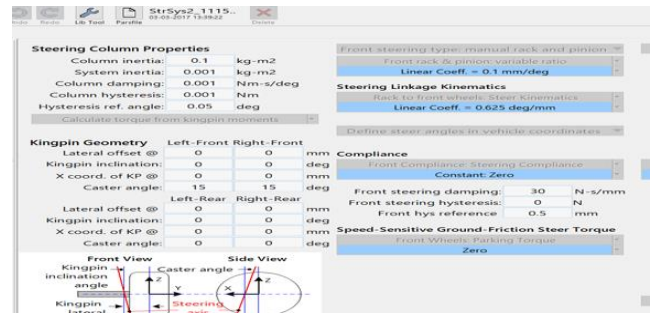 StrSys2_1115..
03-03-2017 13:39:22
Undo Redo Lib Tool Parsfile Delete
Steering Column Properties
Column inertia: 0.1 kg-m2
System inertia: 0.001 kg-m2
Column damping: 0.001 Nm-s/deg
Column hysteresis: 0.001 Nm
Hysteresis ref. angle: 0.05 deg
Calculate torque from kingpin moments
Kingpin Geometry Left-Front Right-Front
Lateral offset @ 0 0 mm
Kingpin inclination: 0 0 deg
X coord. of KP @ 0 0 mm
Caster angle: 15 15 deg
Left-Rear Right-Rear
Lateral offset @ 0 0 mm
Kingpin inclination: 0 0 deg
X coord. of KP @ 0 0 mm
Caster angle: 0 0 deg
Front View Side View
Kingpin inclination angle
Caster angle
Z Y X Z
Kingpin lateral
Steering axis
Front steering type: manual rack and pinion
Front rack & pinion: variable ratio
Linear Coeff. = 0.1 mm/deg
Steering Linkage Kinematics
Rack to front wheels: Steer Kinematics
Linear Coeff. = 0.625 deg/mm
Define steer angles in vehicle coordinates
Compliance
Front Compliance: Steering Compliance
Constant: Zero
Front steering damping: 30 N-s/mm
Front steering hysteresis: 0 N
Front hys reference 0.5 mm
Speed-Sensitive Ground-Friction Steer Torque
Front Wheels: Parking Torque
Zero